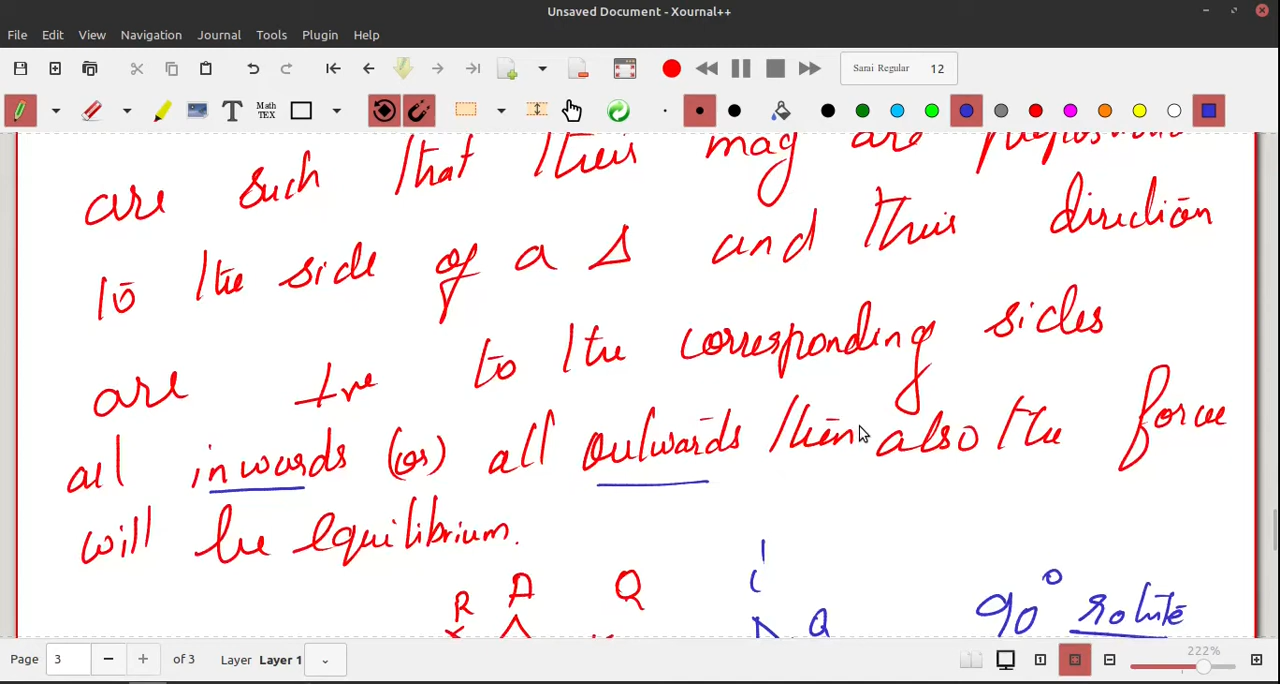 Unsaved Document - Xournal++
File Edit View Navigation Journal Tools Plugin Help
Sani Regular 12
are such that their mag are
to the side of a Δ and their direction
are +ve to the corresponding sides
all inwards (or) all outwards then also the force
will be equilibrium.
R A Q
Q
90° rotate
Page 3 of 3 Layer Layer 1 222%